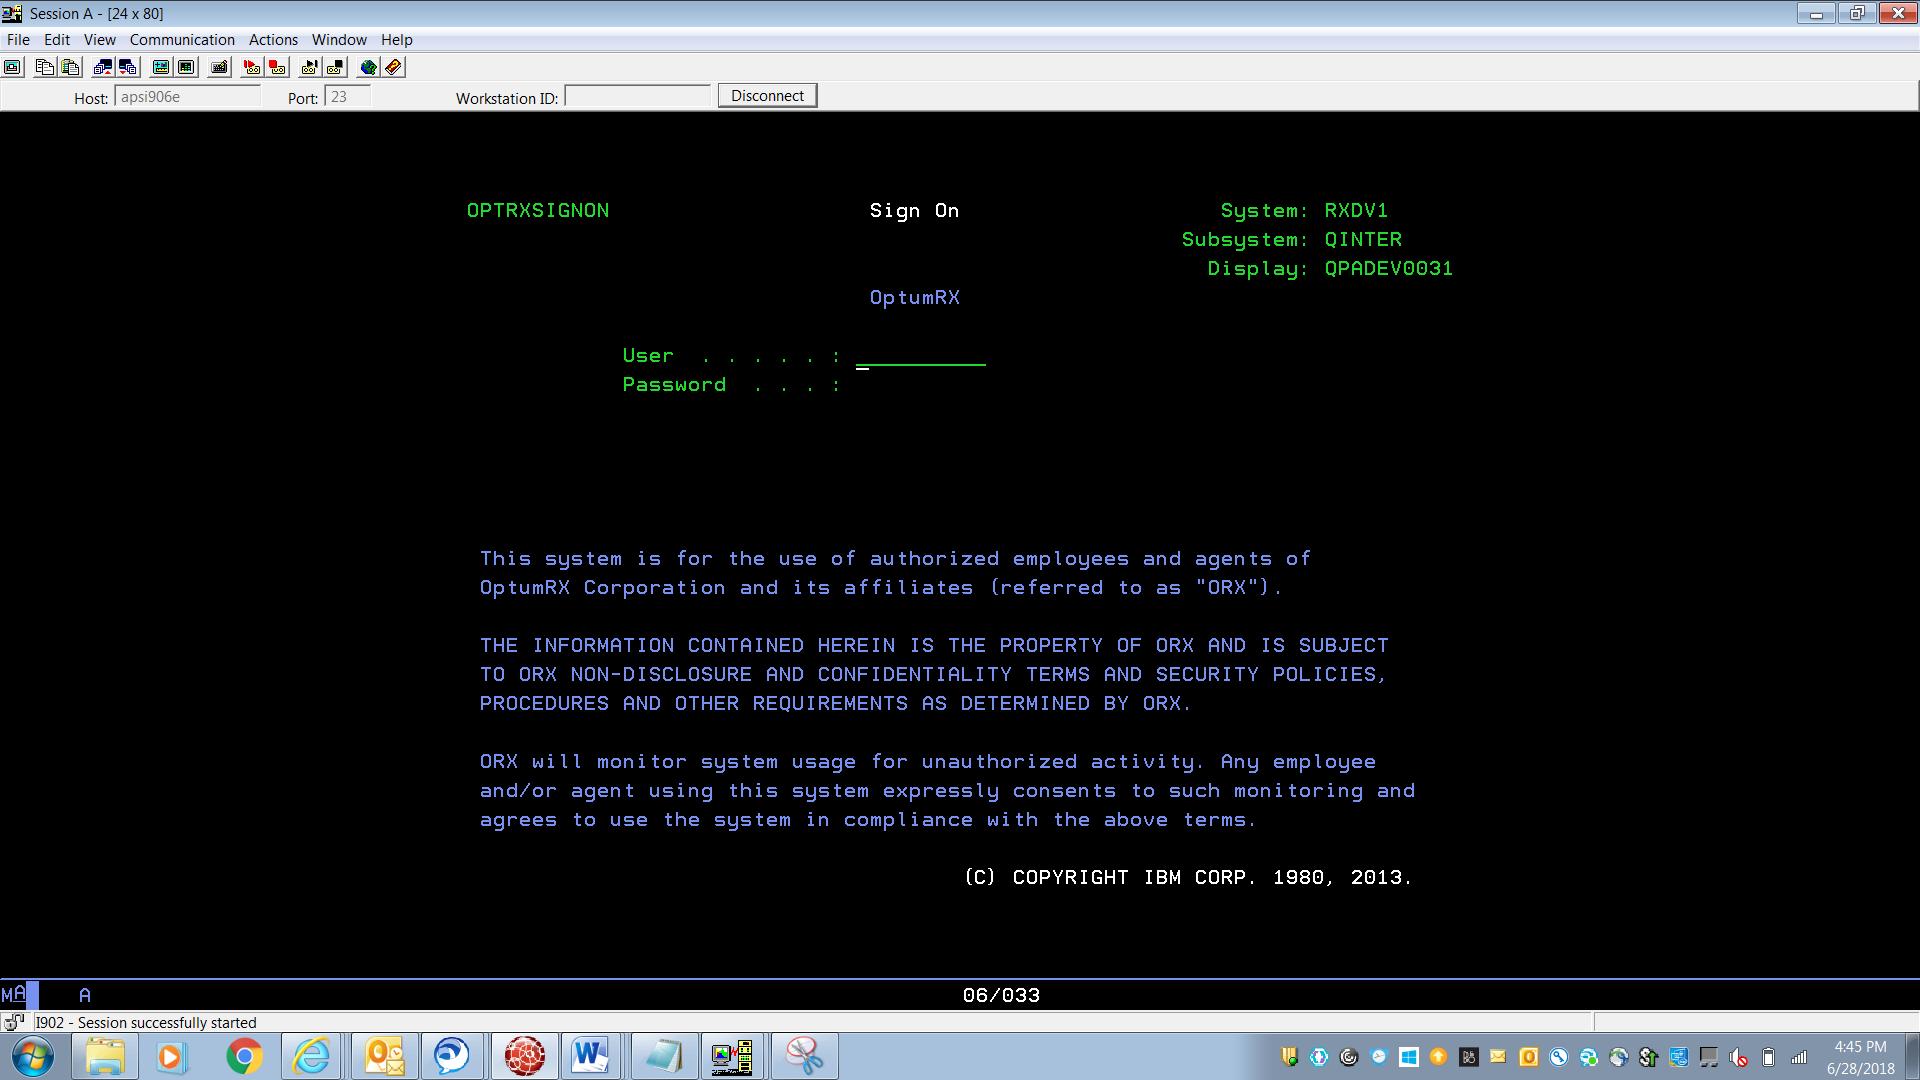 Session A - [24 x 80]
File Edit View Communication Actions Window Help
Host: apsi906e Port: 23 Workstation ID: Disconnect
OPTRXSIGNON Sign On System: RXDV1
Subsystem: QINTER
Display: QPADEV0031
OptumRX
User . . . . . :
Password . . . :
This system is for the use of authorized employees and agents of
OptumRX Corporation and its affiliates (referred to as "ORX").
THE INFORMATION CONTAINED HEREIN IS THE PROPERTY OF ORX AND IS SUBJECT
TO ORX NON-DISCLOSURE AND CONFIDENTIALITY TERMS AND SECURITY POLICIES,
PROCEDURES AND OTHER REQUIREMENTS AS DETERMINED BY ORX.
ORX will monitor system usage for unauthorized activity. Any employee
and/or agent using this system expressly consents to such monitoring and
agrees to use the system in compliance with the above terms.
(C) COPYRIGHT IBM CORP. 1980, 2013.
MA A 06/033
I902 - Session successfully started
4:45 PM
6/28/2018